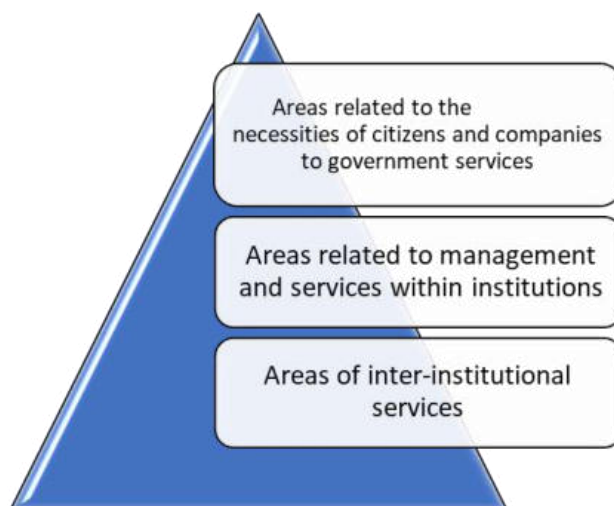 Areas related to the
necessities of citizens and companies
to government services
Areas related to management
and services within institutions
Areas of inter-institutional
services